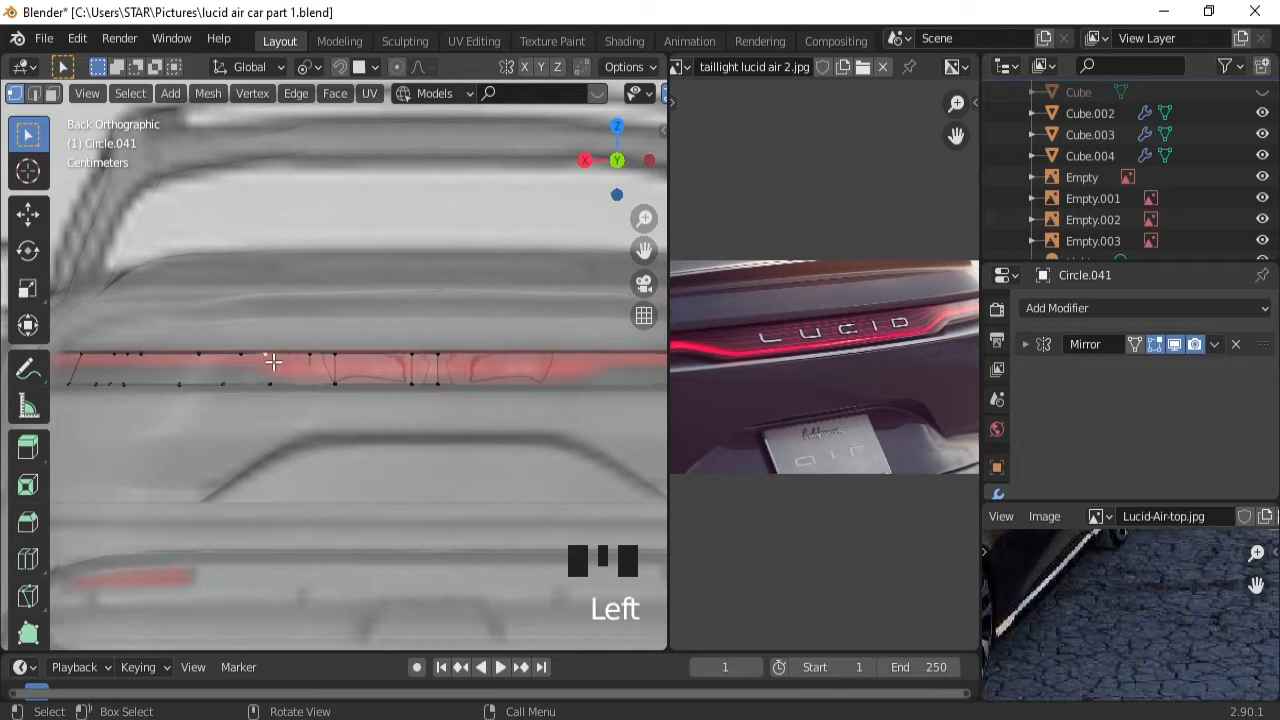 Blender* [C:\Users\STAR\Pictures\lucid air car part 1.blend]
File Edit Render Window Help
Layout Modeling Sculpting UV Editing Texture Paint Shading Animation Rendering Compositing
Scene
View Layer
Global
X Y Z
Options
taillight lucid air 2.jpg
View Select Add Mesh Vertex Edge Face UV
Models
Back Orthographic
(1) Circle.041
Centimeters
Z
X
Y
Cube
Cube.002
Cube.003
Cube.004
Empty
Empty.001
Empty.002
Empty.003
Circle.041
Add Modifier
Mirror
LUCID
California
View Image
Lucid-Air-top.jpg
Left
Playback Keying View Marker
1
Start 1
End 250
Select
Box Select
Rotate View
Call Menu
2.90.1